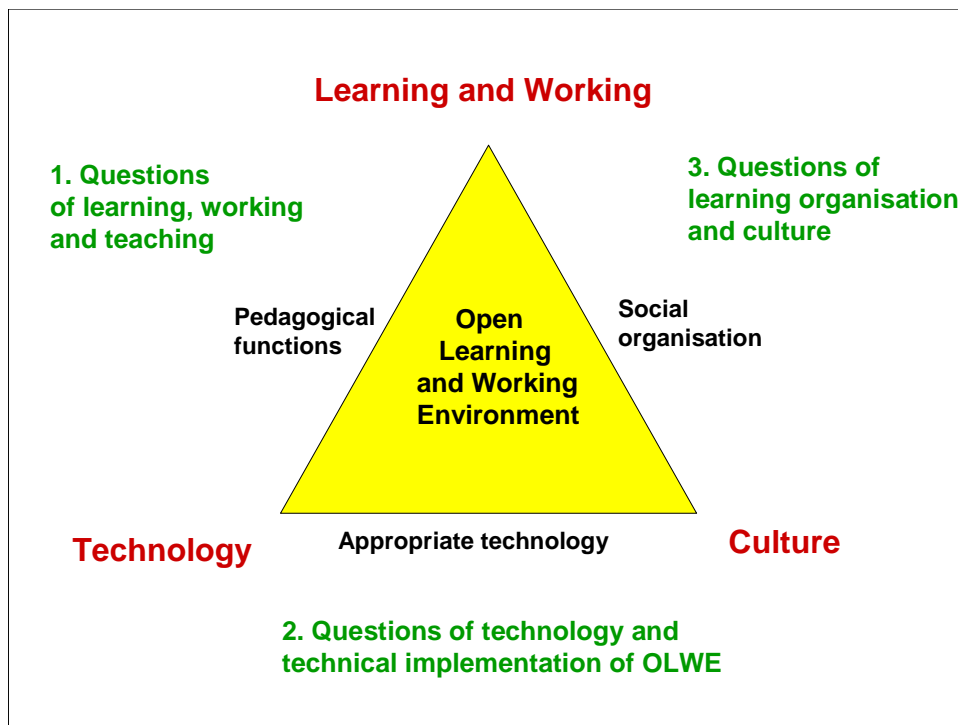 Learning and Working
1. Questions
of learning, working
and teaching
3. Questions of
learning organisation
and culture
Pedagogical
functions
Open
Learning
and Working
Environment
Social
organisation
Technology
Appropriate technology
Culture
2. Questions of technology and
technical implementation of OLWE